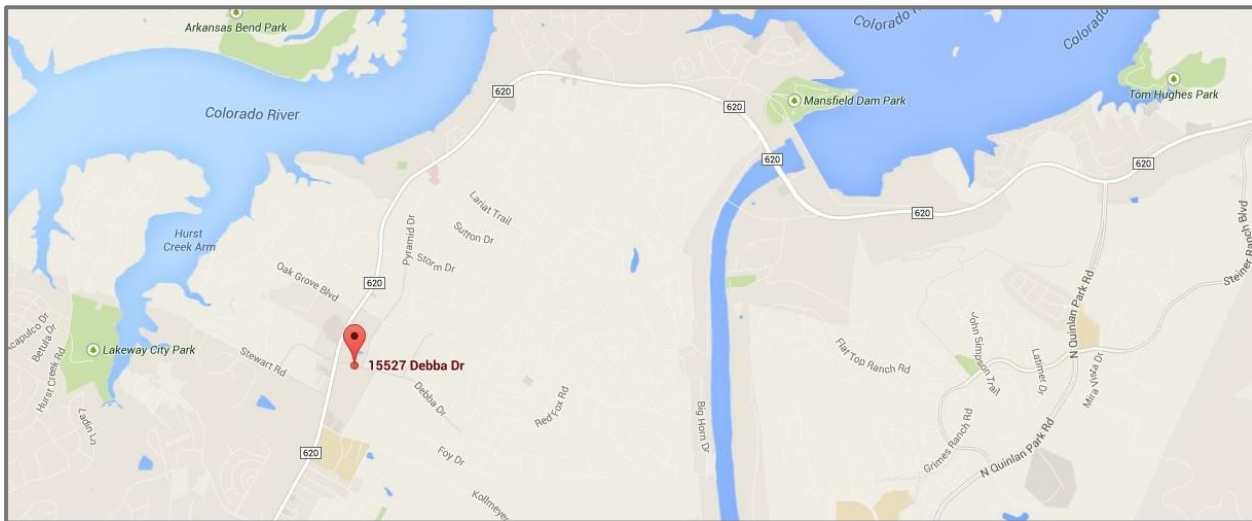 Arkansas Bend Park
Colorado River
Colorado
Mansfield Dam Park
Tom Hughes Park
620
620
620
620
620
620
620
Colorado River
Hurst
Creek Arm
Lariat Trail
Sutton Dr
Storm Dr
Pyramid Dr
Oak Grove Blvd
Lakeway City Park
Acapulco Dr
Betula Dr
Hurst Creek Rd
Ladin Ln
Stewart Rd
15527 Debba Dr
Debba Dr
Red Fox Rd
Foy Dr
Kollmeyer
Big Horn Dr
Flat Top Ranch Rd
John Simpson Trail
Latimer Dr
Mira Vista Dr
N Quinlan Park Rd
Steiner Ranch Blvd
Grimes Ranch Rd
N Quinlan Park Rd